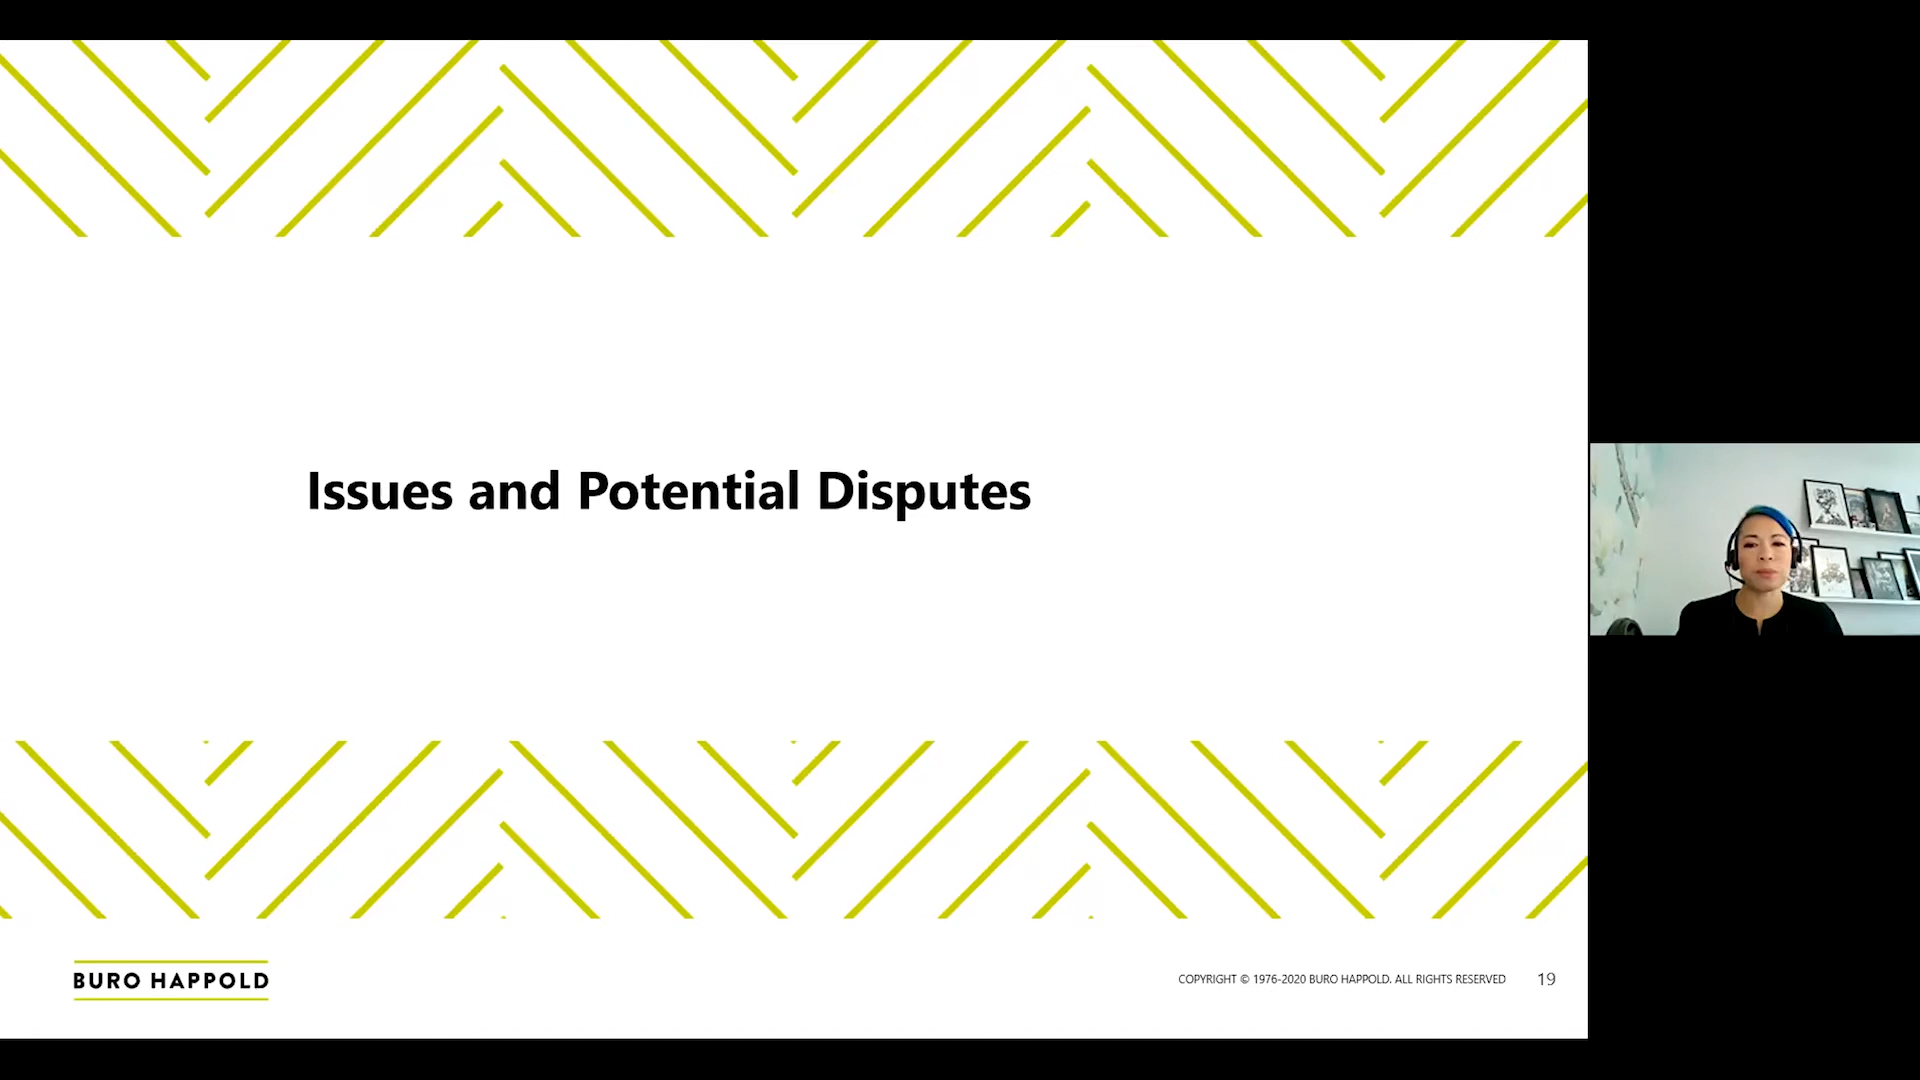 Issues and Potential Disputes
BURO HAPPOLD
COPYRIGHT © 1976-2020 BURO HAPPOLD. ALL RIGHTS RESERVED
19